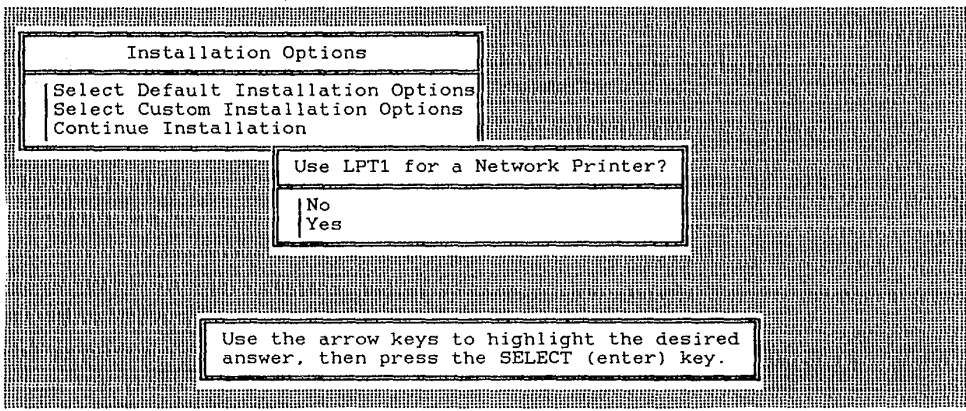 Installation Options
Select Default Installation Options
Select Custom Installation Options
Continue Installation
Use LPT1 for a Network Printer?
No
Yes
Use the arrow keys to highlight the desired
answer, then press the SELECT (enter) key.